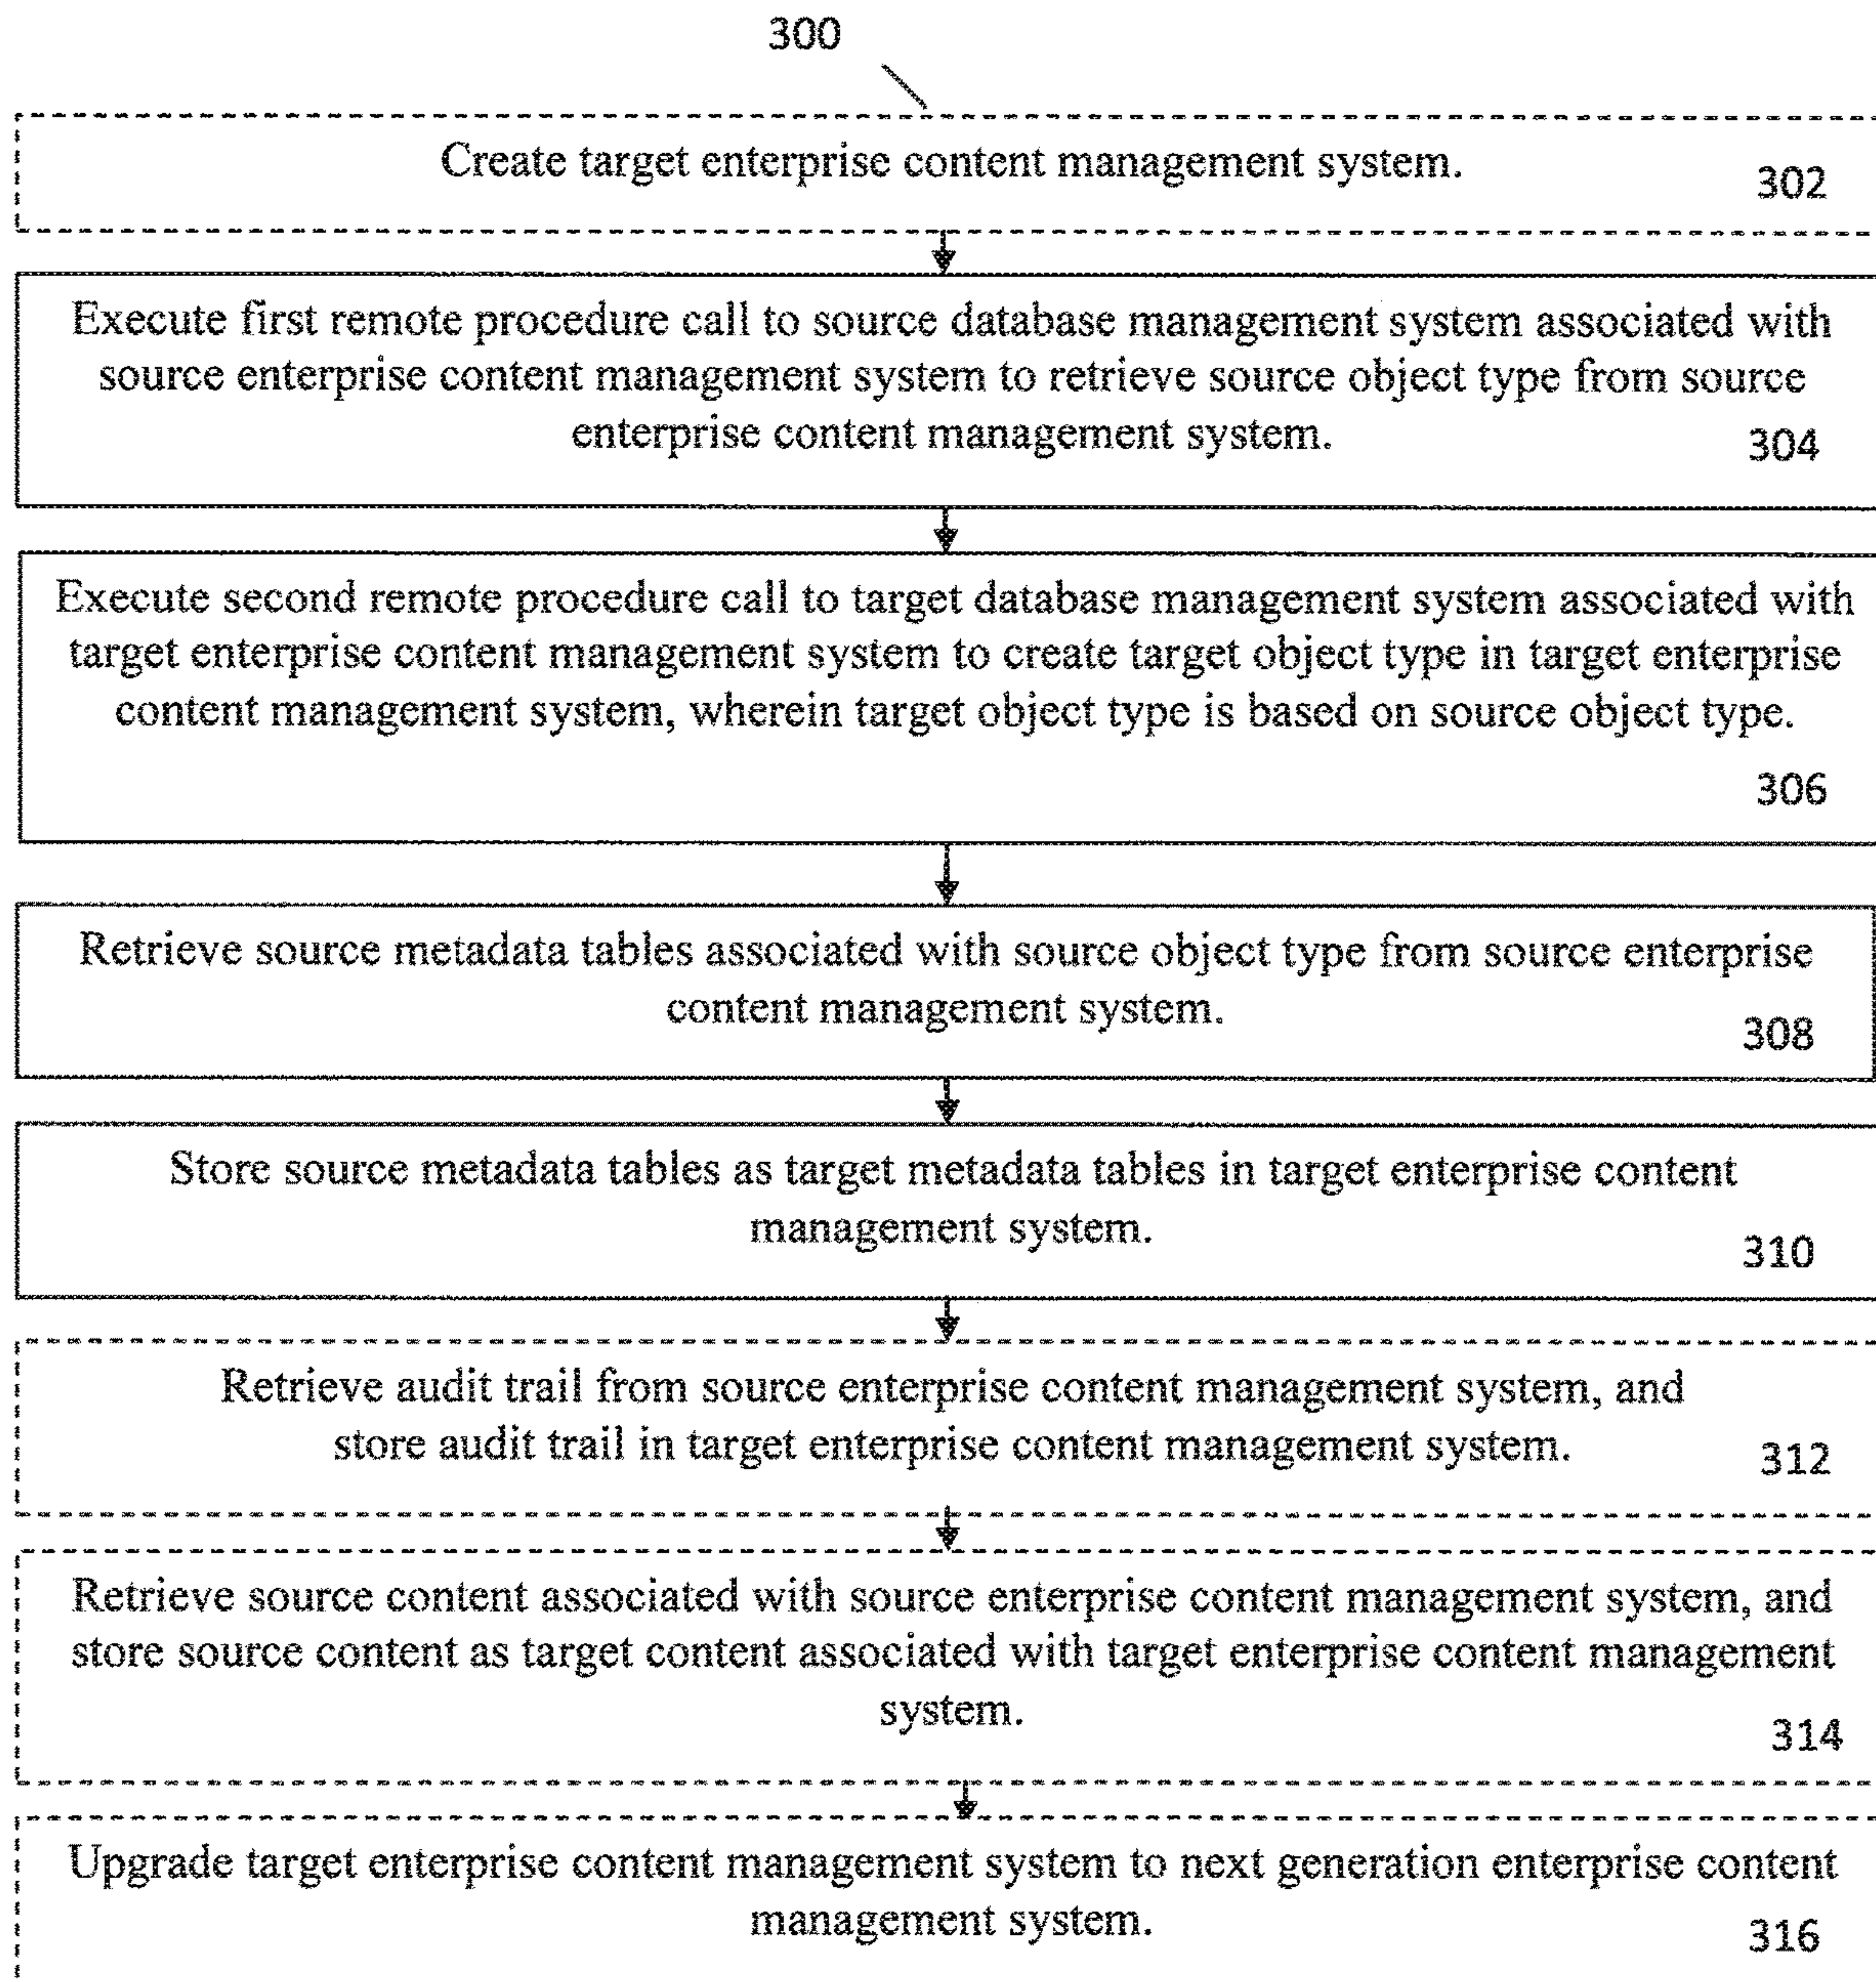 300
Create target enterprise content management system.
302
Execute first remote procedure call to source database management system associated with
source enterprise content management system to retrieve source object type from source
enterprise content management system.
304
Execute second remote procedure call to target database management system associated with
target enterprise content management system to create target object type in target enterprise
content management system, wherein target object type is based on source object type.
306
Retrieve source metadata tables associated with source object type from source enterprise
content management system.
308
Store source metadata tables as target metadata tables in target enterprise content
management system.
310
Retrieve audit trail from source enterprise content management system, and
store audit trail in target enterprise content management system.
312
Retrieve source content associated with source enterprise content management system, and
store source content as target content associated with target enterprise content management
system.
314
Upgrade target enterprise content management system to next generation enterprise content
management system.
316